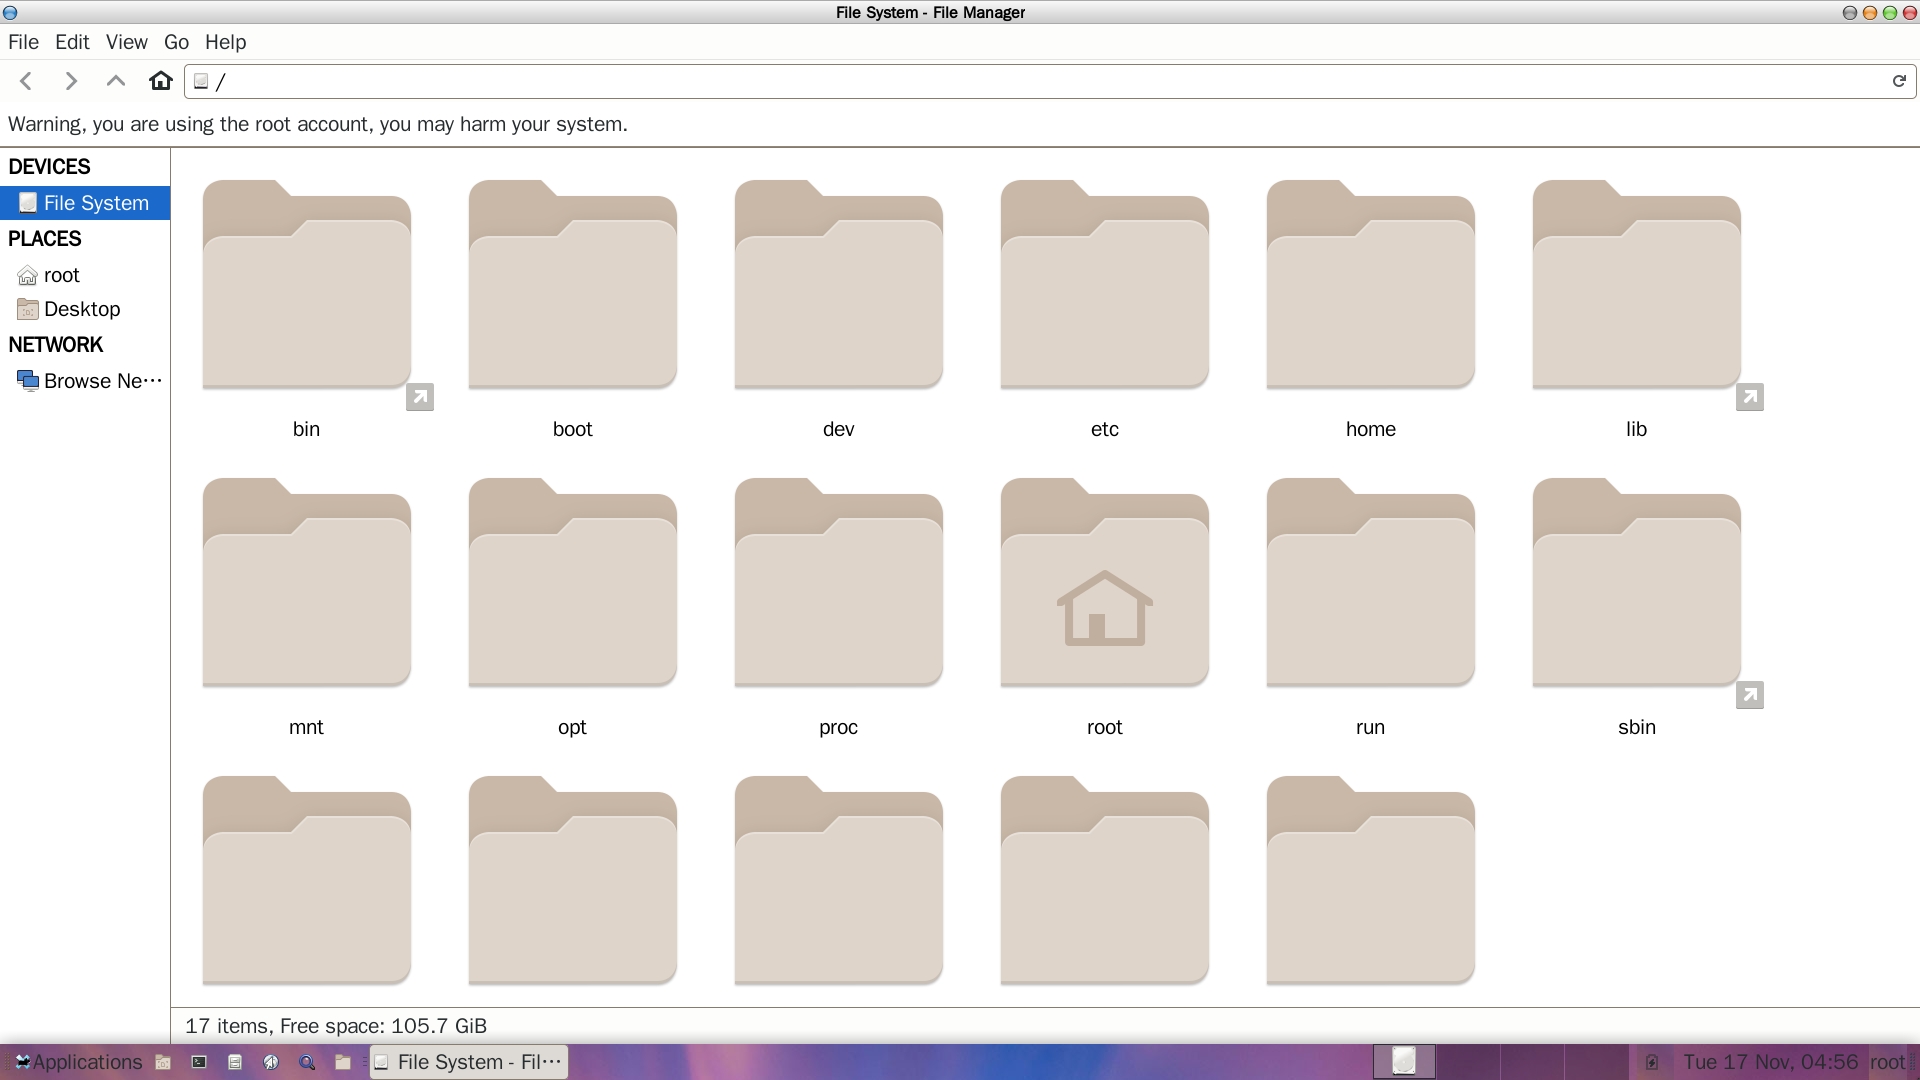 File System - File Manager
File Edit View Go Help
/
Warning, you are using the root account, you may harm your system.
DEVICES
File System
PLACES
root
Desktop
NETWORK
Browse Ne···
bin boot dev etc home lib
mnt opt proc root run sbin
17 items, Free space: 105.7 GiB
Applications File System - Fil··· Tue 17 Nov, 04:56 root